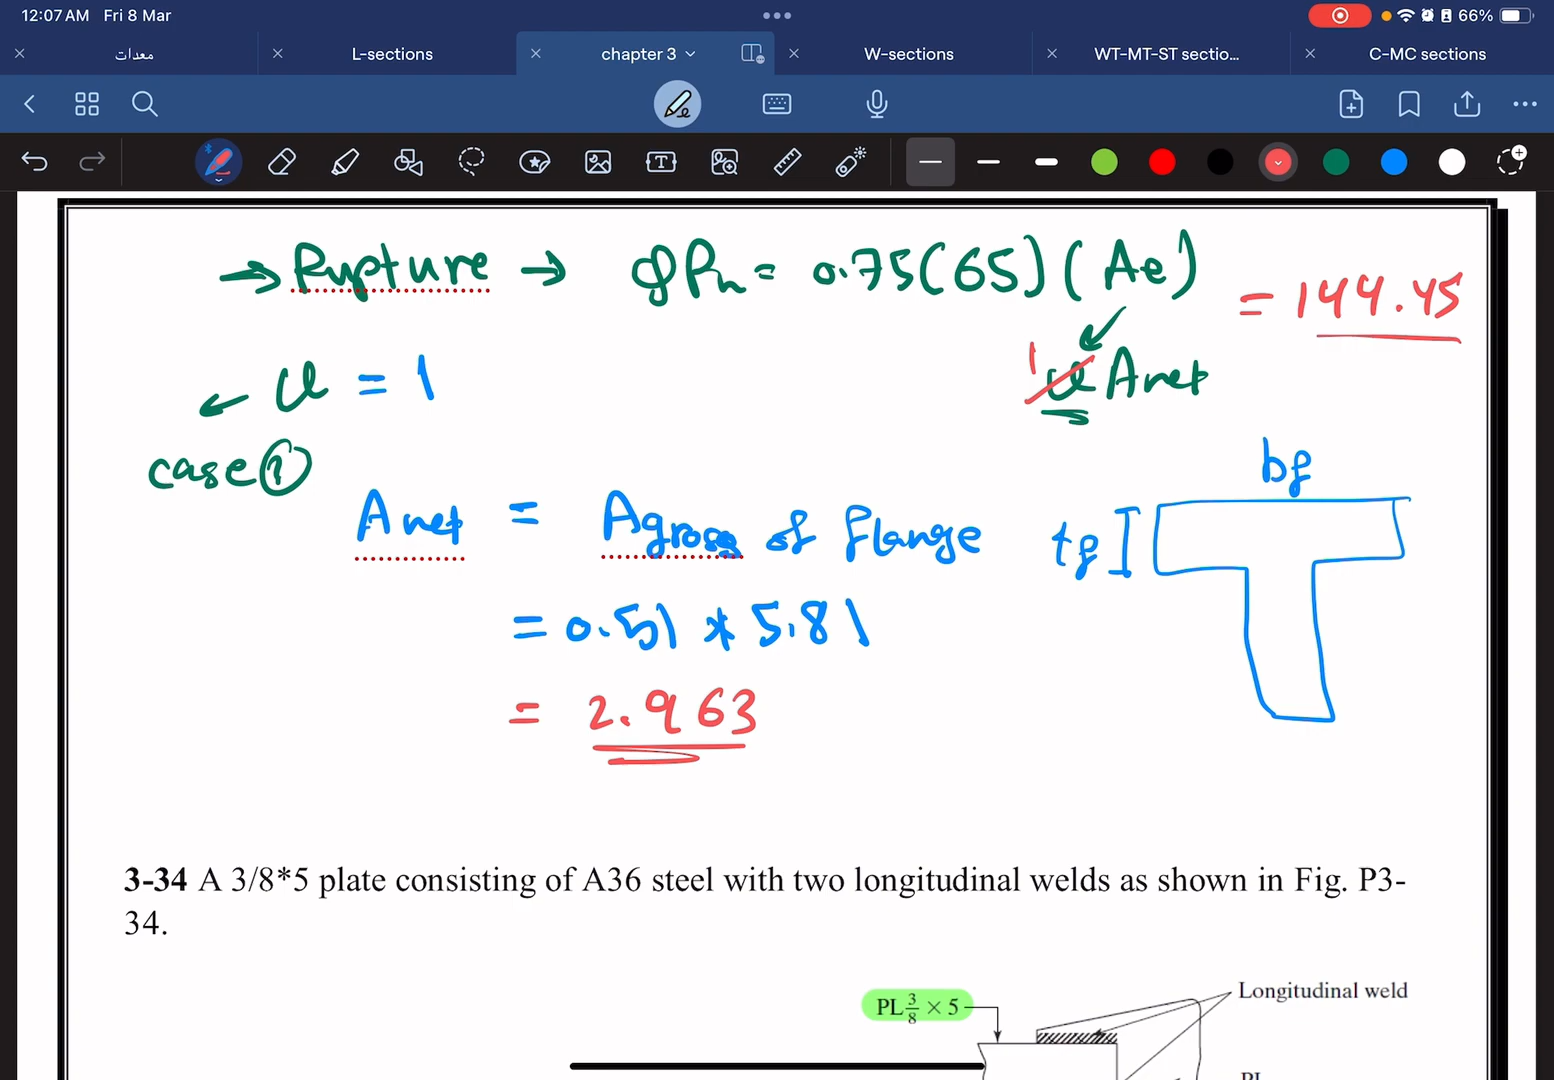 12:07 AM Fri 8 Mar
66%
معدات
L-sections
chapter 3
W-sections
WT-MT-ST sectio...
C-MC sections
→ Rupture → ϕPn = 0.75(65)(Ae)
= 144.45
← U = 1
1
U Anet
case ①
bf
Anet = Agross of flange
tf
= 0.51 * 5.81
= 2.963
3-34 A 3/8*5 plate consisting of A36 steel with two longitudinal welds as shown in Fig. P3-
34.
Longitudinal weld
PL 3/8 × 5